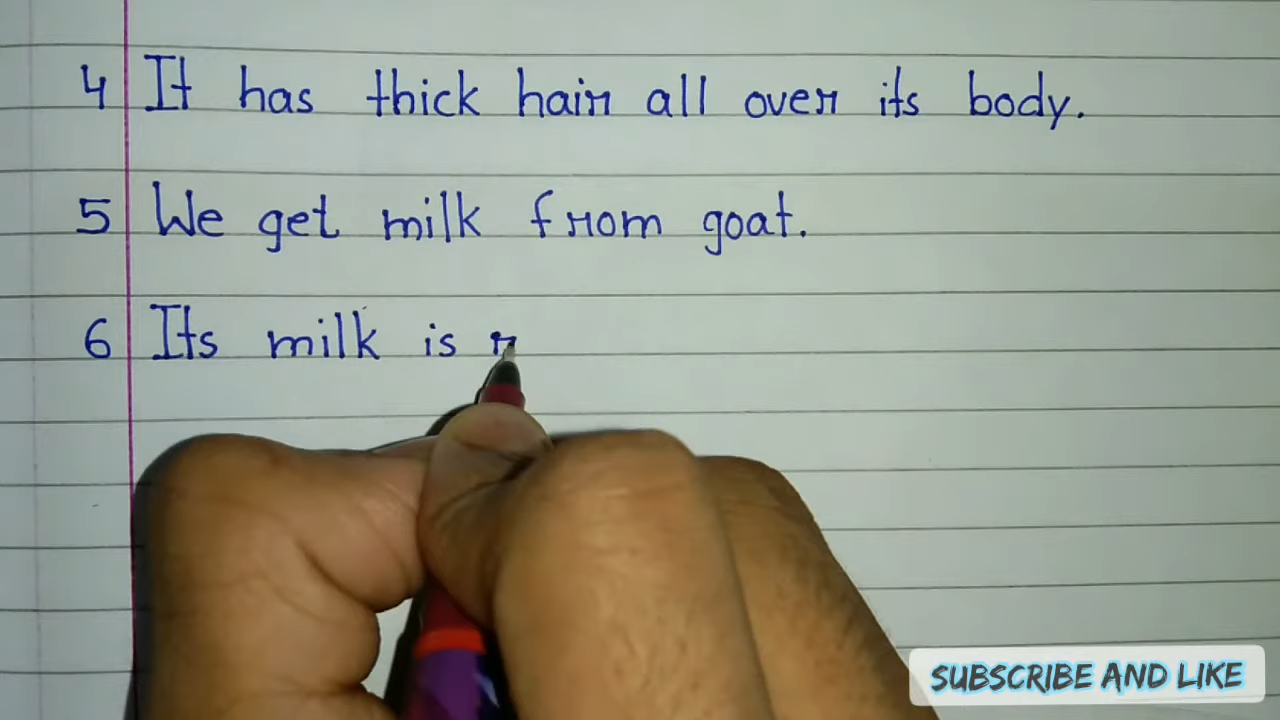 4 It has thick hair all over its body.
5 We get milk from goat.
6 Its milk is
SUBSCRIBE AND LIKE